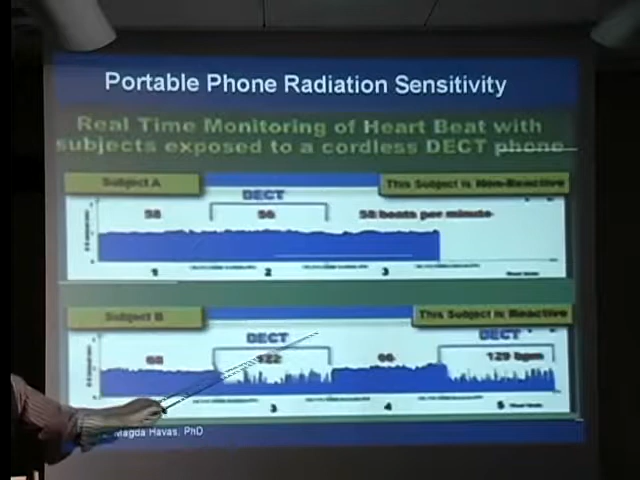 Portable Phone Radiation Sensitivity
Real Time Monitoring of Heart Beat with
subjects exposed to a cordless DECT phone
Subject A
This Subject is Non-Reactive
DECT
58 56 58 beats per minute
1 2 3
Subject B
This Subject is Reactive
DECT DECT
68 122 66 129 bpm
3 4 5
Magda Havas, PhD